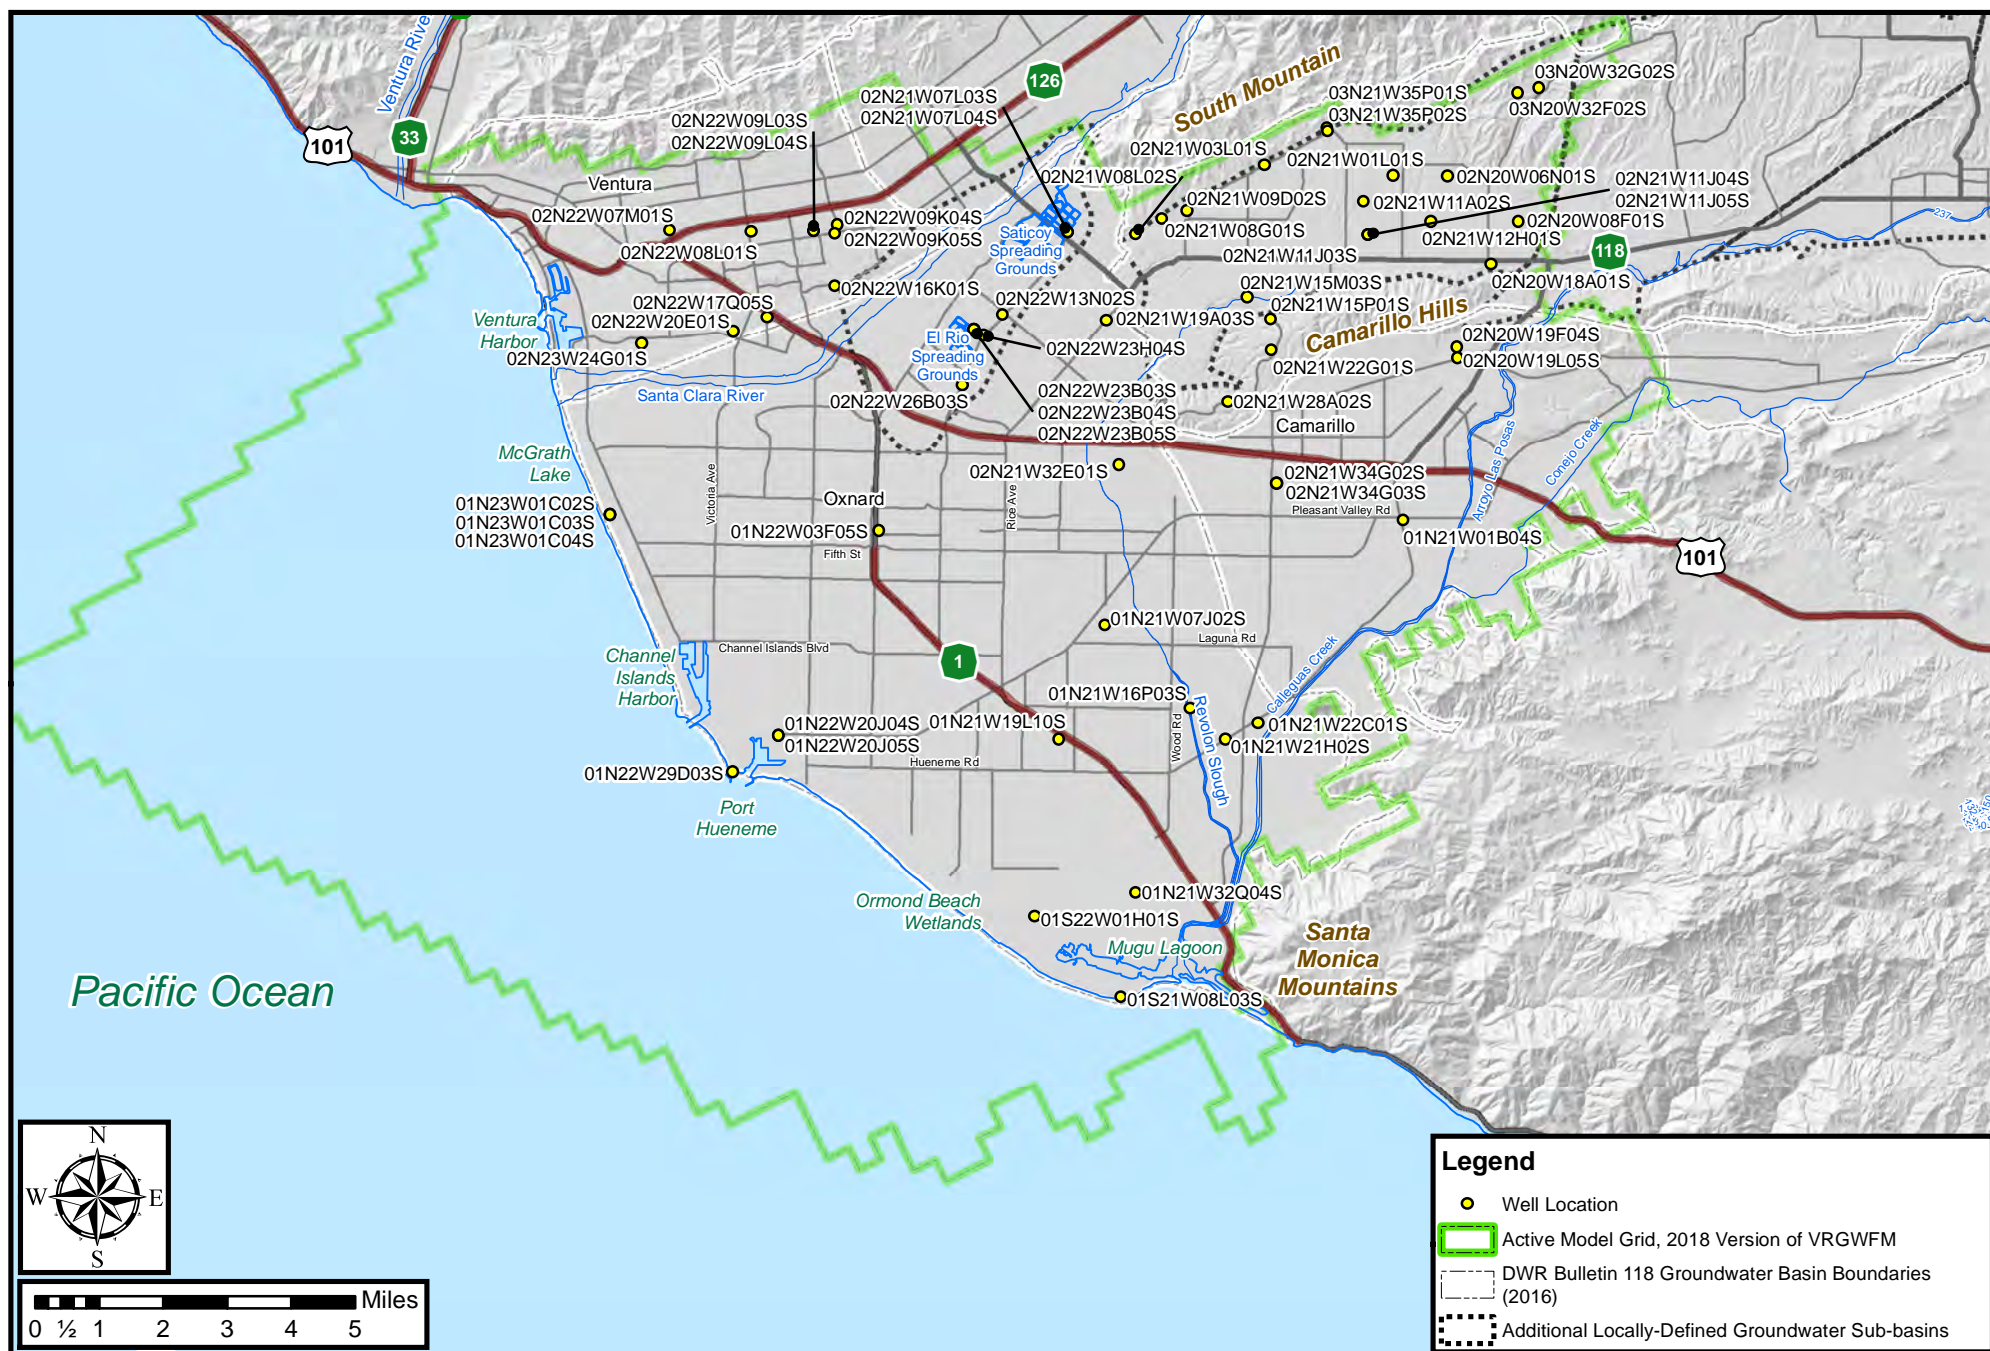 Ventura River
126
South Mountain
03N20W32G02S
03N20W32F02S
02N21W07L03S
02N21W07L04S
03N21W35P01S
03N21W35P02S
02N22W09L03S
02N22W09L04S
33
101
02N21W03L01S
02N21W01L01S
02N21W08L02S
02N20W06N01S
02N21W11J04S
02N21W11J05S
Ventura
02N21W09D02S
02N21W11A02S
237
02N22W07M01S
02N22W09K04S
02N22W09K05S
02N20W08F01S
02N21W08G01S
02N21W12H01S
Saticoy
Spreading
Grounds
02N22W08L01S
02N21W11J03S
118
02N20W18A01S
02N22W16K01S
02N21W15M03S
02N22W13N02S
02N21W15P01S
02N22W17Q05S
02N22W20E01S
02N21W19A03S
Camarillo Hills
Ventura
Harbor
El Rio
Spreading
Grounds
02N20W19F04S
02N20W19L05S
02N23W24G01S
02N22W23H04S
02N21W22G01S
Santa Clara River
02N22W26B03S
02N22W23B03S
02N22W23B04S
02N22W23B05S
02N21W28A02S
Camarillo
McGrath
Lake
Victoria Ave
Rice Ave
02N21W32E01S
02N21W34G02S
02N21W34G03S
Pleasant Valley Rd
Arroyo Las Posas
Conejo Creek
01N23W01C02S
01N23W01C03S
01N23W01C04S
Oxnard
01N22W03F05S
Fifth St
01N21W01B04S
101
01N21W07J02S
Laguna Rd
Channel Islands Blvd
1
Channel
Islands
Harbor
Calleguas Creek
01N21W16P03S
Revolon Slough
Wood Rd
01N22W20J04S
01N22W20J05S
01N21W19L10S
01N21W22C01S
01N21W21H02S
Hueneme Rd
01N22W29D03S
Port
Hueneme
01N21W32Q04S
Ormond Beach
Wetlands
01S22W01H01S
Mugu Lagoon
Santa
Monica
Mountains
Pacific Ocean
01S21W08L03S
N
W
E
S
Miles
0 ½ 1 2 3 4 5
Legend
Well Location
Active Model Grid, 2018 Version of VRGWFM
DWR Bulletin 118 Groundwater Basin Boundaries
(2016)
Additional Locally-Defined Groundwater Sub-basins